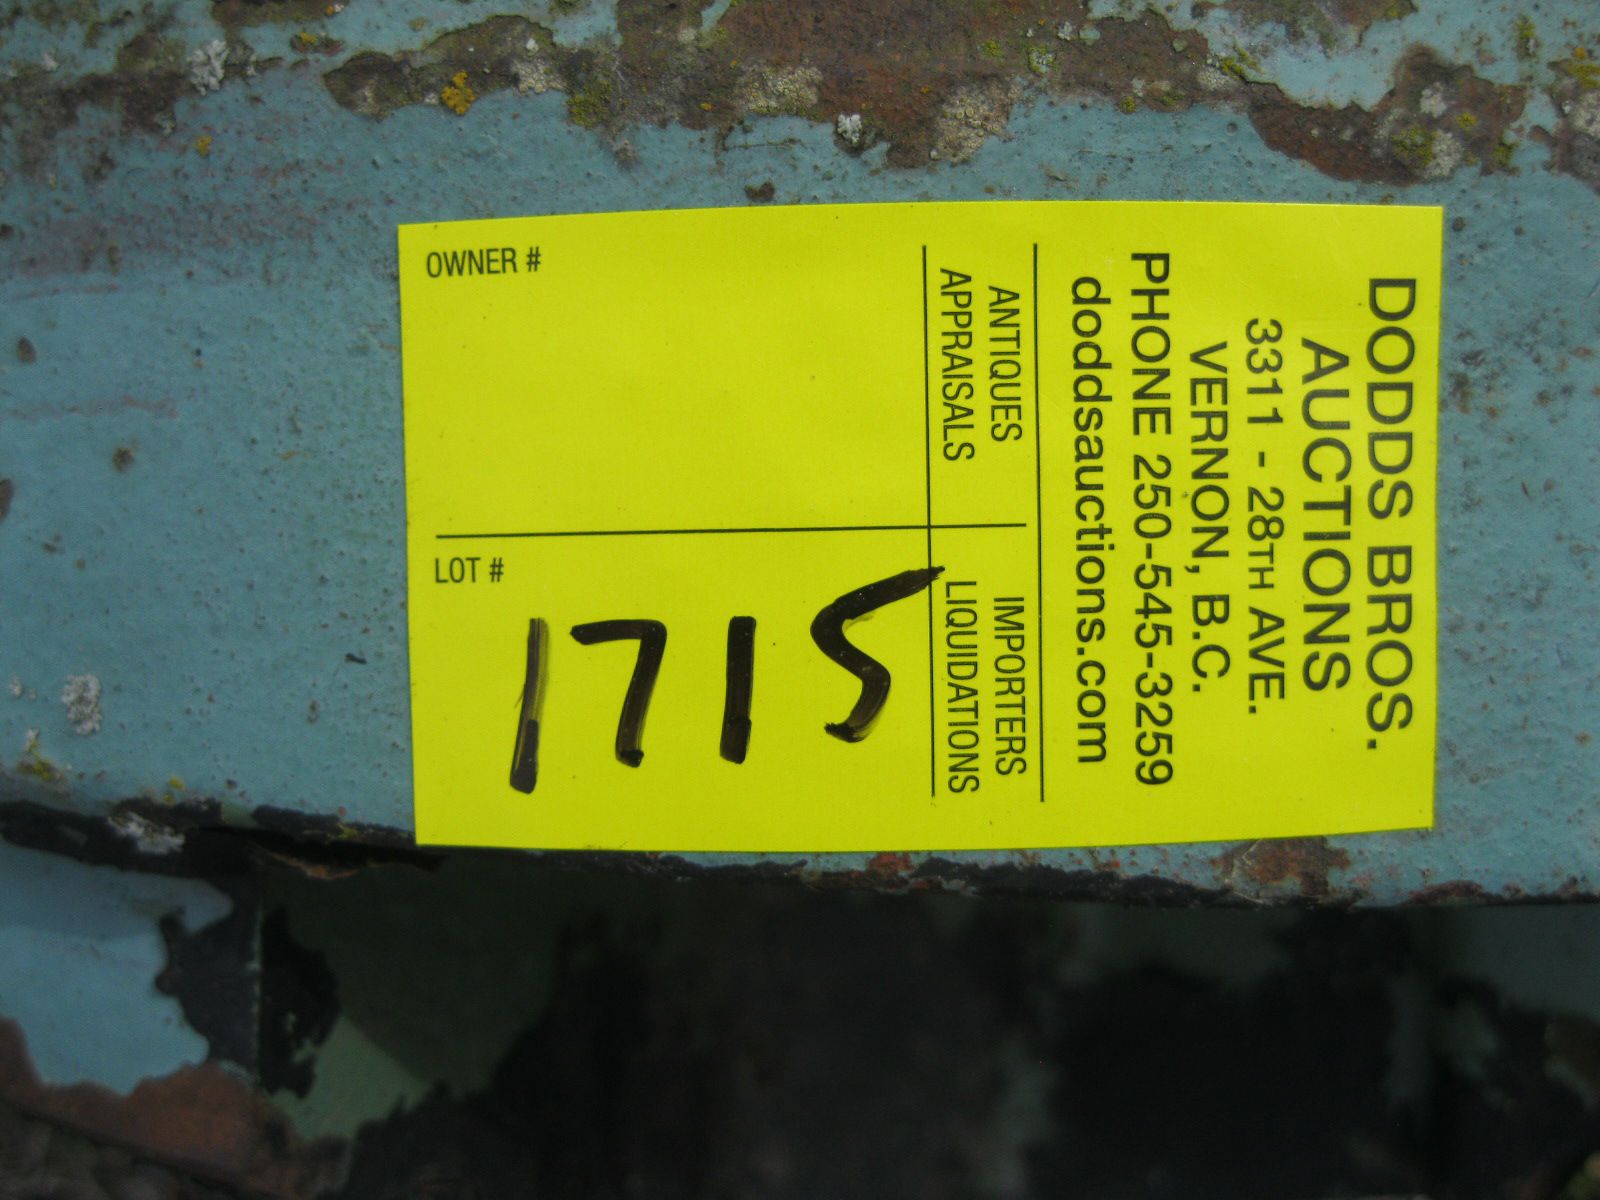 DODDS BROS.
AUCTIONS
3311 - 28TH AVE.
VERNON, B.C.
PHONE 250-545-3259
doddsauctions.com
ANTIQUES IMPORTERS
APPRAISALS LIQUIDATIONS
OWNER #
LOT #
1715